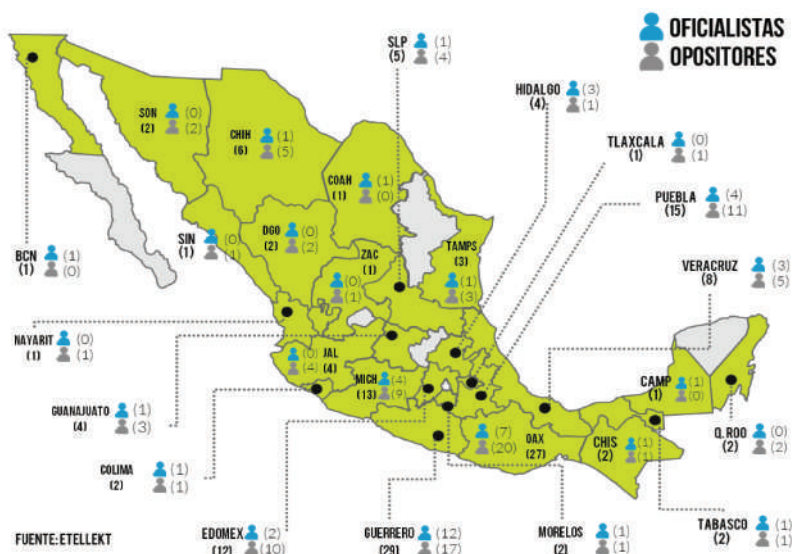 OFICIALISTAS
OPOSITORES
SLP (1)
(5) (4)
HIDALGO (3)
(4) (1)
SON (0)
(2) (2)
CHIH (1)
(6) (5)
TLAXCALA (0)
(1) (1)
COAH (1)
(1) (0)
PUEBLA (4)
(15) (11)
SIN (0)
(1) (1)
DGO (0)
(2) (2)
ZAC
(1)
(0)
(1)
TAMPS
(3)
(1)
(3)
BCN (1)
(1) (0)
VERACRUZ (3)
(8) (5)
NAYARIT (0)
(1) (1)
(0) JAL
(4) (4)
MICH (4)
(13) (9)
CAMP (1)
(1) (0)
GUANAJUATO (1)
(4) (3)
(7) OAX
(20) (27)
CHIS (1)
(2) (1)
Q.ROO (0)
(2) (2)
COLIMA (1)
(2) (1)
FUENTE: ETELLEKT
EDOMEX (2)
(12) (10)
GUERRERO (12)
(29) (17)
MORELOS (1)
(2) (1)
TABASCO (1)
(2) (1)